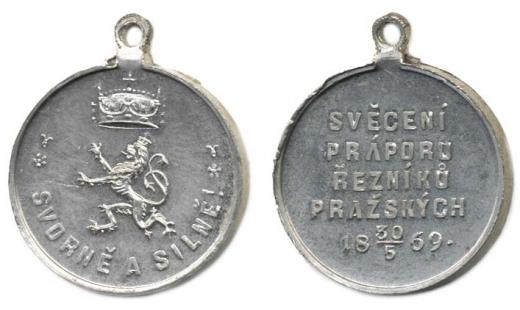 SVORNĚ A SILNĚ!
SVĚCENÍ
PRÁPORU
ŘEZNÍKŮ
PRAŽSKÝCH
18 30/5 69.